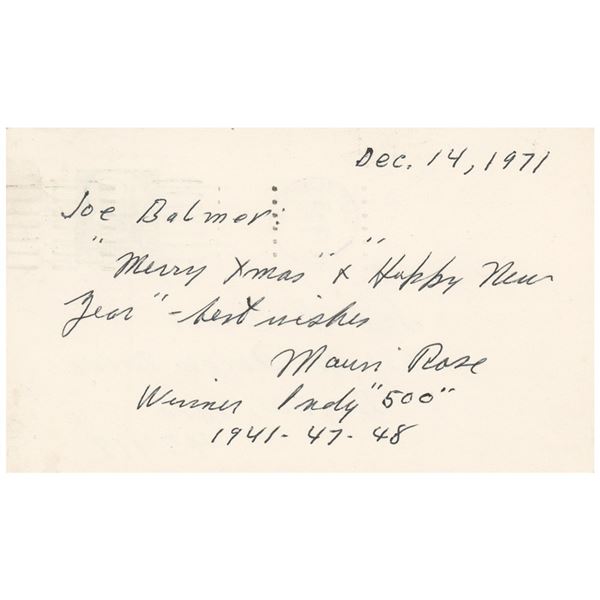 Dec. 14, 1971
Joe Balmer:
"Merry Xmas" & "Happy New
Year" - best wishes
Mauri Rose
Winner Indy "500"
1941-47-48